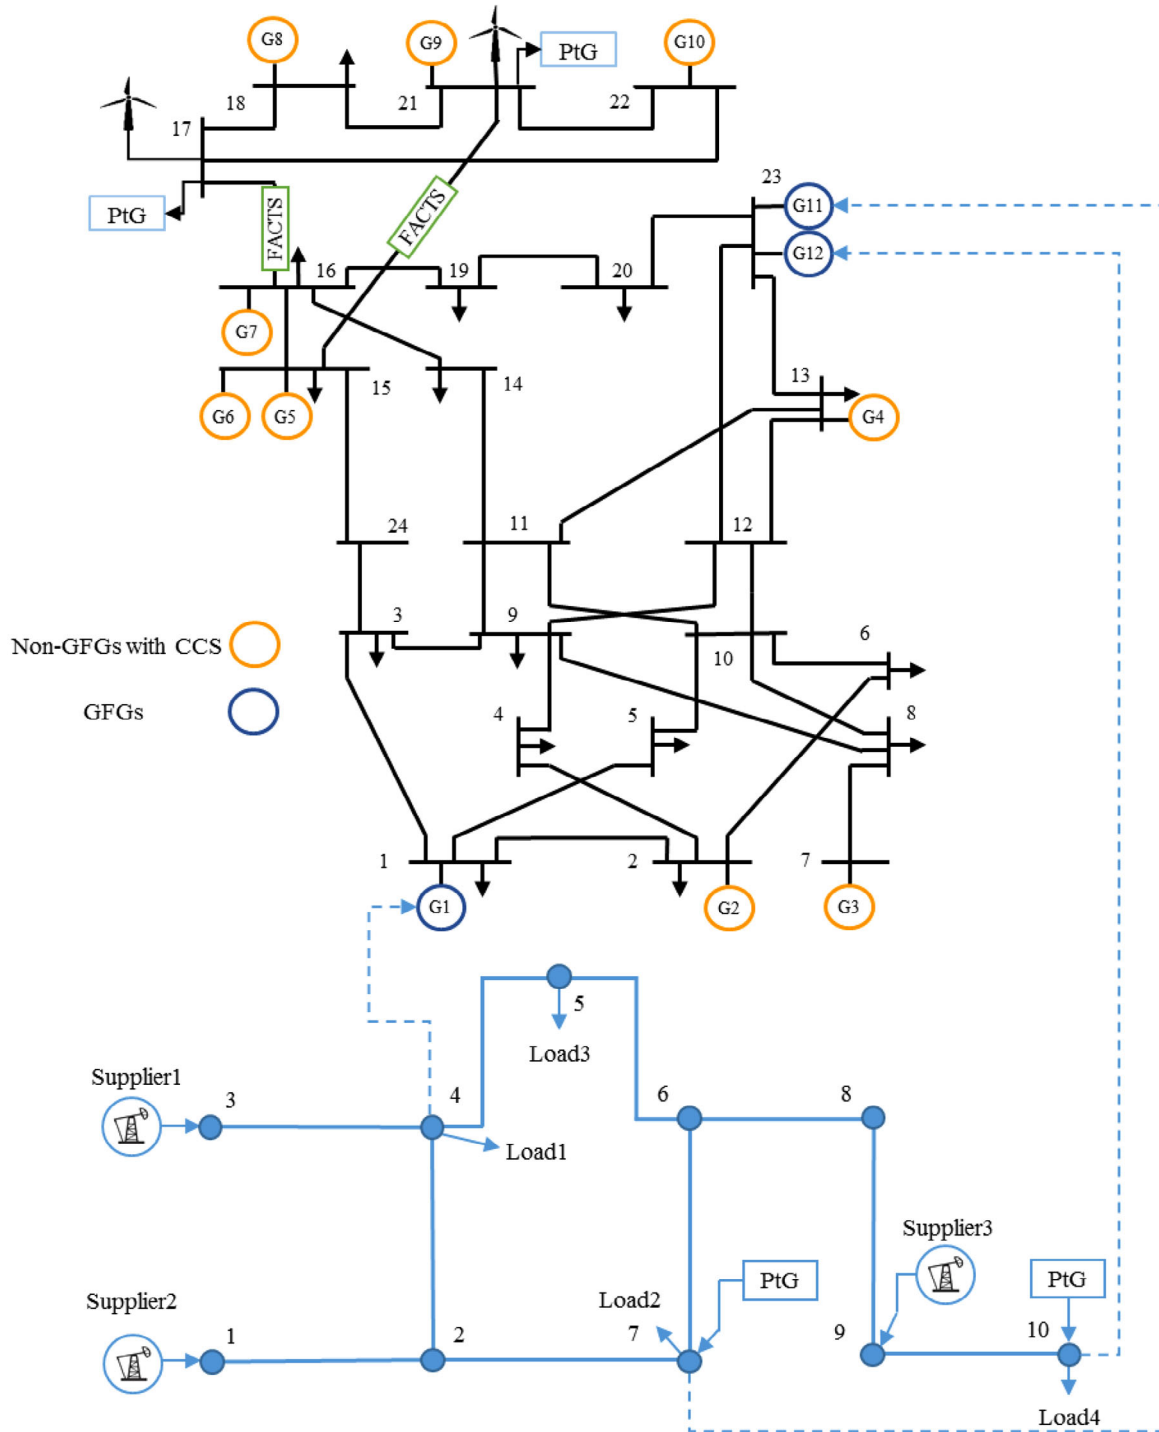 G8
G9
G10
PtG
18
21
22
17
PtG
FACTS
FACTS
23
G11
G12
16
19
20
G7
15
14
13
G6
G5
G4
24
11
12
3
9
10
6
Non-GFGs with CCS
GFGs
4
5
8
1
2
7
G1
G2
G3
5
Load3
Supplier1
3
4
6
8
Load1
Supplier3
PtG
PtG
Supplier2
Load2
1
2
7
9
10
Load4